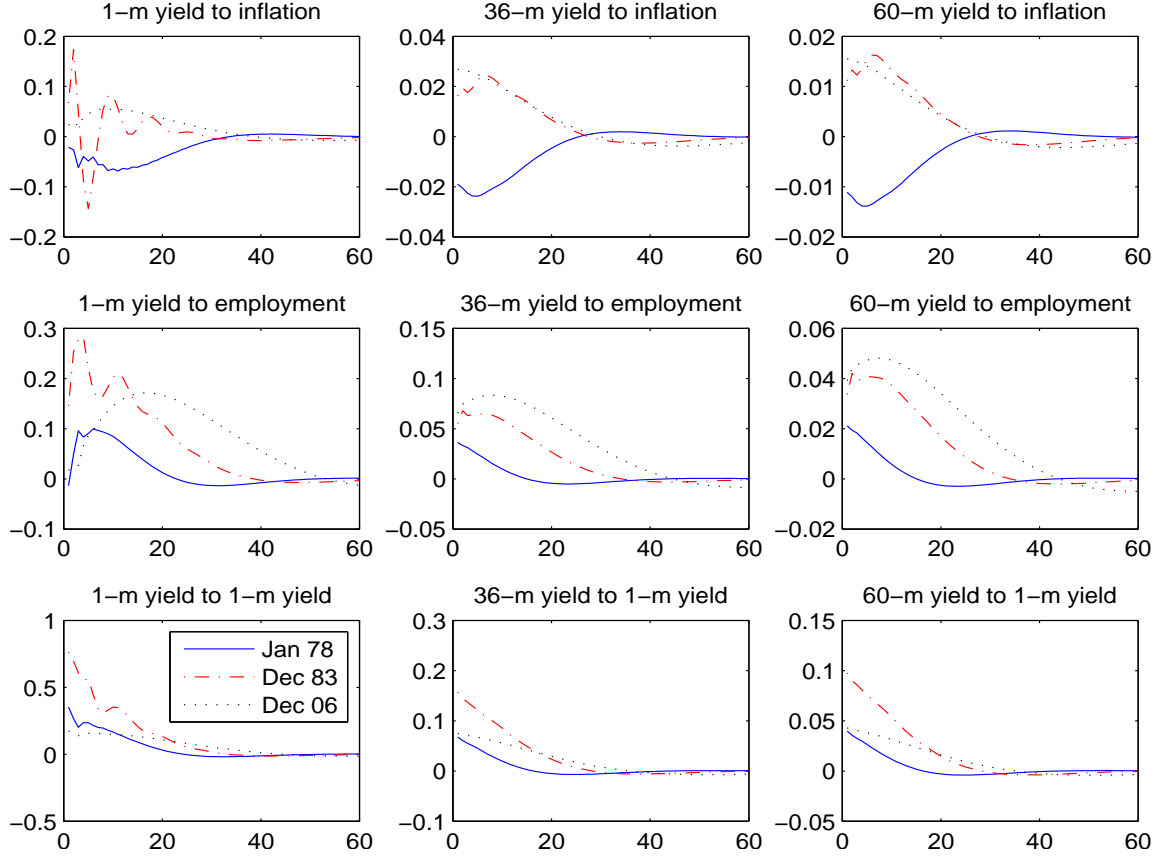 1−m yield to inflation
36−m yield to inflation
60−m yield to inflation
0.2
0.1
0
−0.1
−0.2
0 20 40 60
0.04
0.02
0
−0.02
−0.04
0 20 40 60
0.02
0.01
0
−0.01
−0.02
0 20 40 60
1−m yield to employment
36−m yield to employment
60−m yield to employment
0.3
0.2
0.1
0
−0.1
0 20 40 60
0.15
0.1
0.05
0
−0.05
0 20 40 60
0.06
0.04
0.02
0
−0.02
0 20 40 60
1−m yield to 1−m yield
36−m yield to 1−m yield
60−m yield to 1−m yield
1
0.5
0
−0.5
0 20 40 60
Jan 78
Dec 83
Dec 06
0.3
0.2
0.1
0
−0.1
0 20 40 60
0.15
0.1
0.05
0
−0.05
0 20 40 60